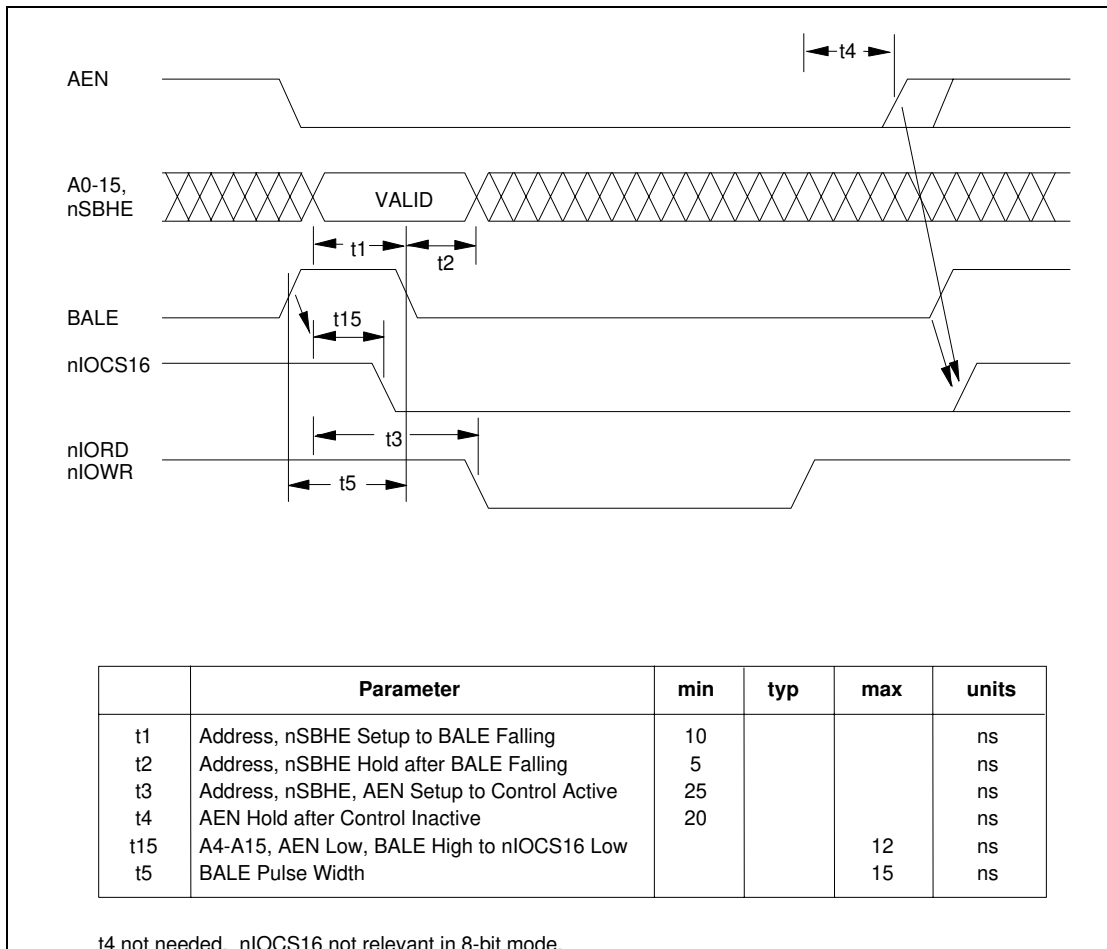 t4
AEN
A0-15,
nSBHE
VALID
t1
t2
BALE
t15
nIOCS16
t3
nIORD
nIOWR
t5
Parameter min typ max units
t1 Address, nSBHE Setup to BALE Falling 10 ns
t2 Address, nSBHE Hold after BALE Falling 5 ns
t3 Address, nSBHE, AEN Setup to Control Active 25 ns
t4 AEN Hold after Control Inactive 20 ns
t15 A4-A15, AEN Low, BALE High to nIOCS16 Low 12 ns
t5 BALE Pulse Width 15 ns
t4 not needed. nIOCS16 not relevant in 8-bit mode.